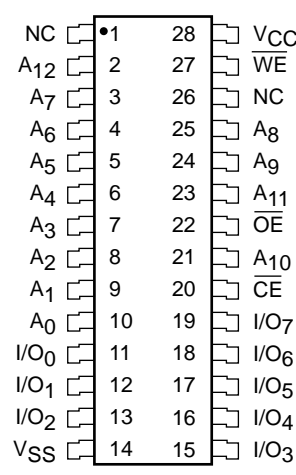 NC 1 28 VCC
A12 2 27 WE
A7 3 26 NC
A6 4 25 A8
A5 5 24 A9
A4 6 23 A11
A3 7 22 OE
A2 8 21 A10
A1 9 20 CE
A0 10 19 I/O7
I/O0 11 18 I/O6
I/O1 12 17 I/O5
I/O2 13 16 I/O4
VSS 14 15 I/O3